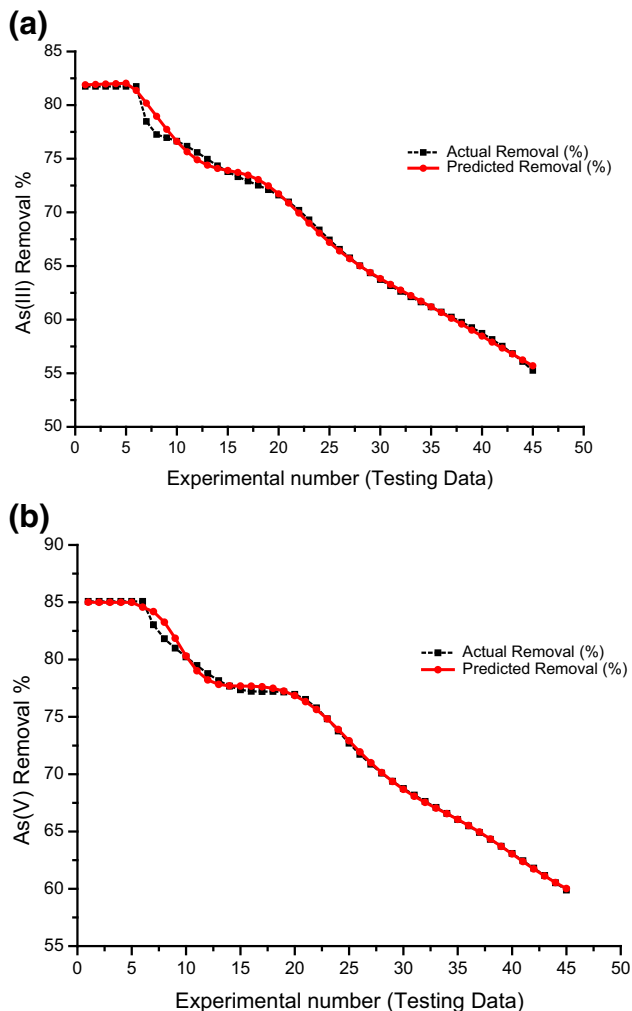 (a)
85
80
75
70
65
60
55
50
As(III) Removal %
Actual Removal (%)
Predicted Removal (%)
0 5 10 15 20 25 30 35 40 45 50
Experimental number (Testing Data)
(b)
90
85
80
75
70
65
60
55
As(V) Removal %
Actual Removal (%)
Predicted Removal (%)
0 5 10 15 20 25 30 35 40 45 50
Experimental number (Testing Data)